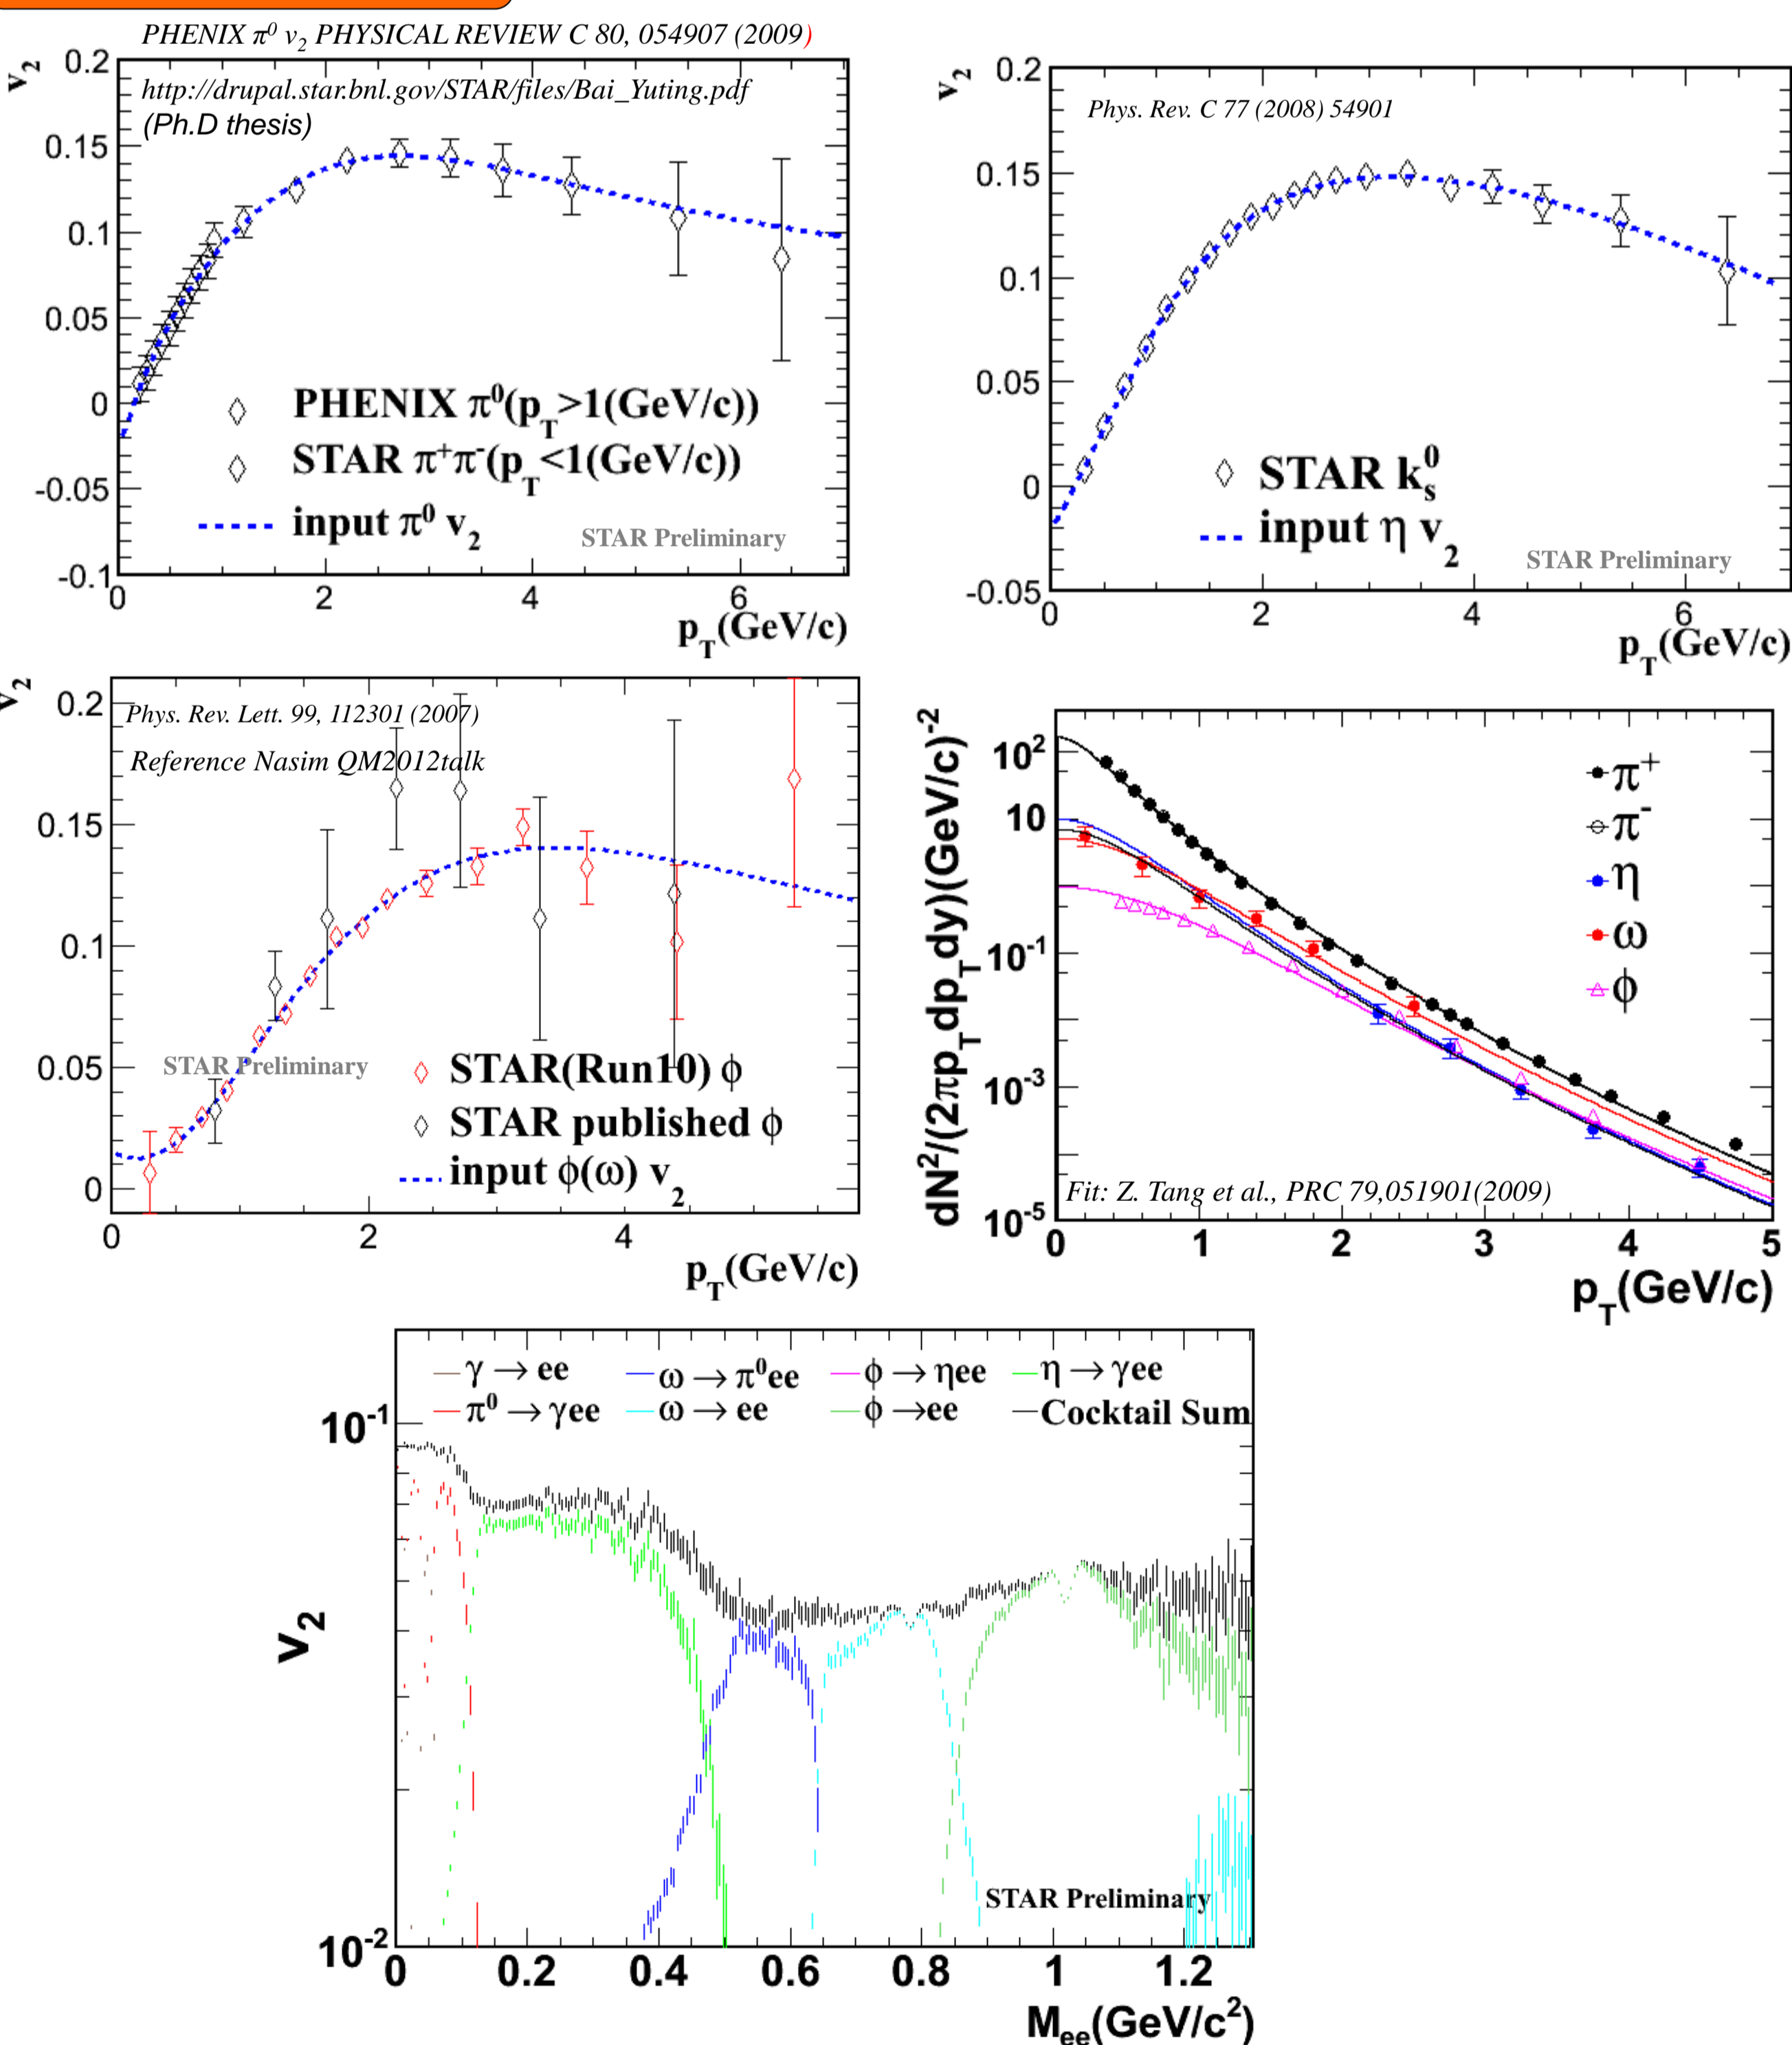 PHENIX π⁰ v₂ PHYSICAL REVIEW C 80, 054907 (2009)
http://drupal.star.bnl.gov/STAR/files/Bai_Yuting.pdf
(Ph.D thesis)
v₂
0.2
0.15
0.1
0.05
0
-0.05
-0.1
PHENIX π⁰(p_T>1(GeV/c))
STAR π⁺π⁻(p_T<1(GeV/c))
input π⁰ v₂
STAR Preliminary
0 2 4 6
p_T(GeV/c)
v₂
0.2
0.15
0.1
0.05
0
-0.05
Phys. Rev. C 77 (2008) 54901
STAR k⁰_s
input η v₂
STAR Preliminary
0 2 4 6
p_T(GeV/c)
v₂
0.2
0.15
0.1
0.05
0
Phys. Rev. Lett. 99, 112301 (2007)
Reference Nasim QM2012talk
STAR Preliminary
STAR(Run10) ϕ
STAR published ϕ
input ϕ(ω) v₂
0 2 4
p_T(GeV/c)
dN²/(2πp_Tdp_Tdy)(GeV/c)⁻²
10²
10
10⁻¹
10⁻³
10⁻⁵
π⁺
π⁻
η
ω
ϕ
Fit: Z. Tang et al., PRC 79,051901(2009)
0 1 2 3 4 5
p_T(GeV/c)
γ → ee ω → π⁰ee ϕ → ηee η → γee
π⁰ → γee ω → ee ϕ →ee Cocktail Sum
v₂
10⁻¹
10⁻²
STAR Preliminary
0 0.2 0.4 0.6 0.8 1 1.2
M_ee(GeV/c²)